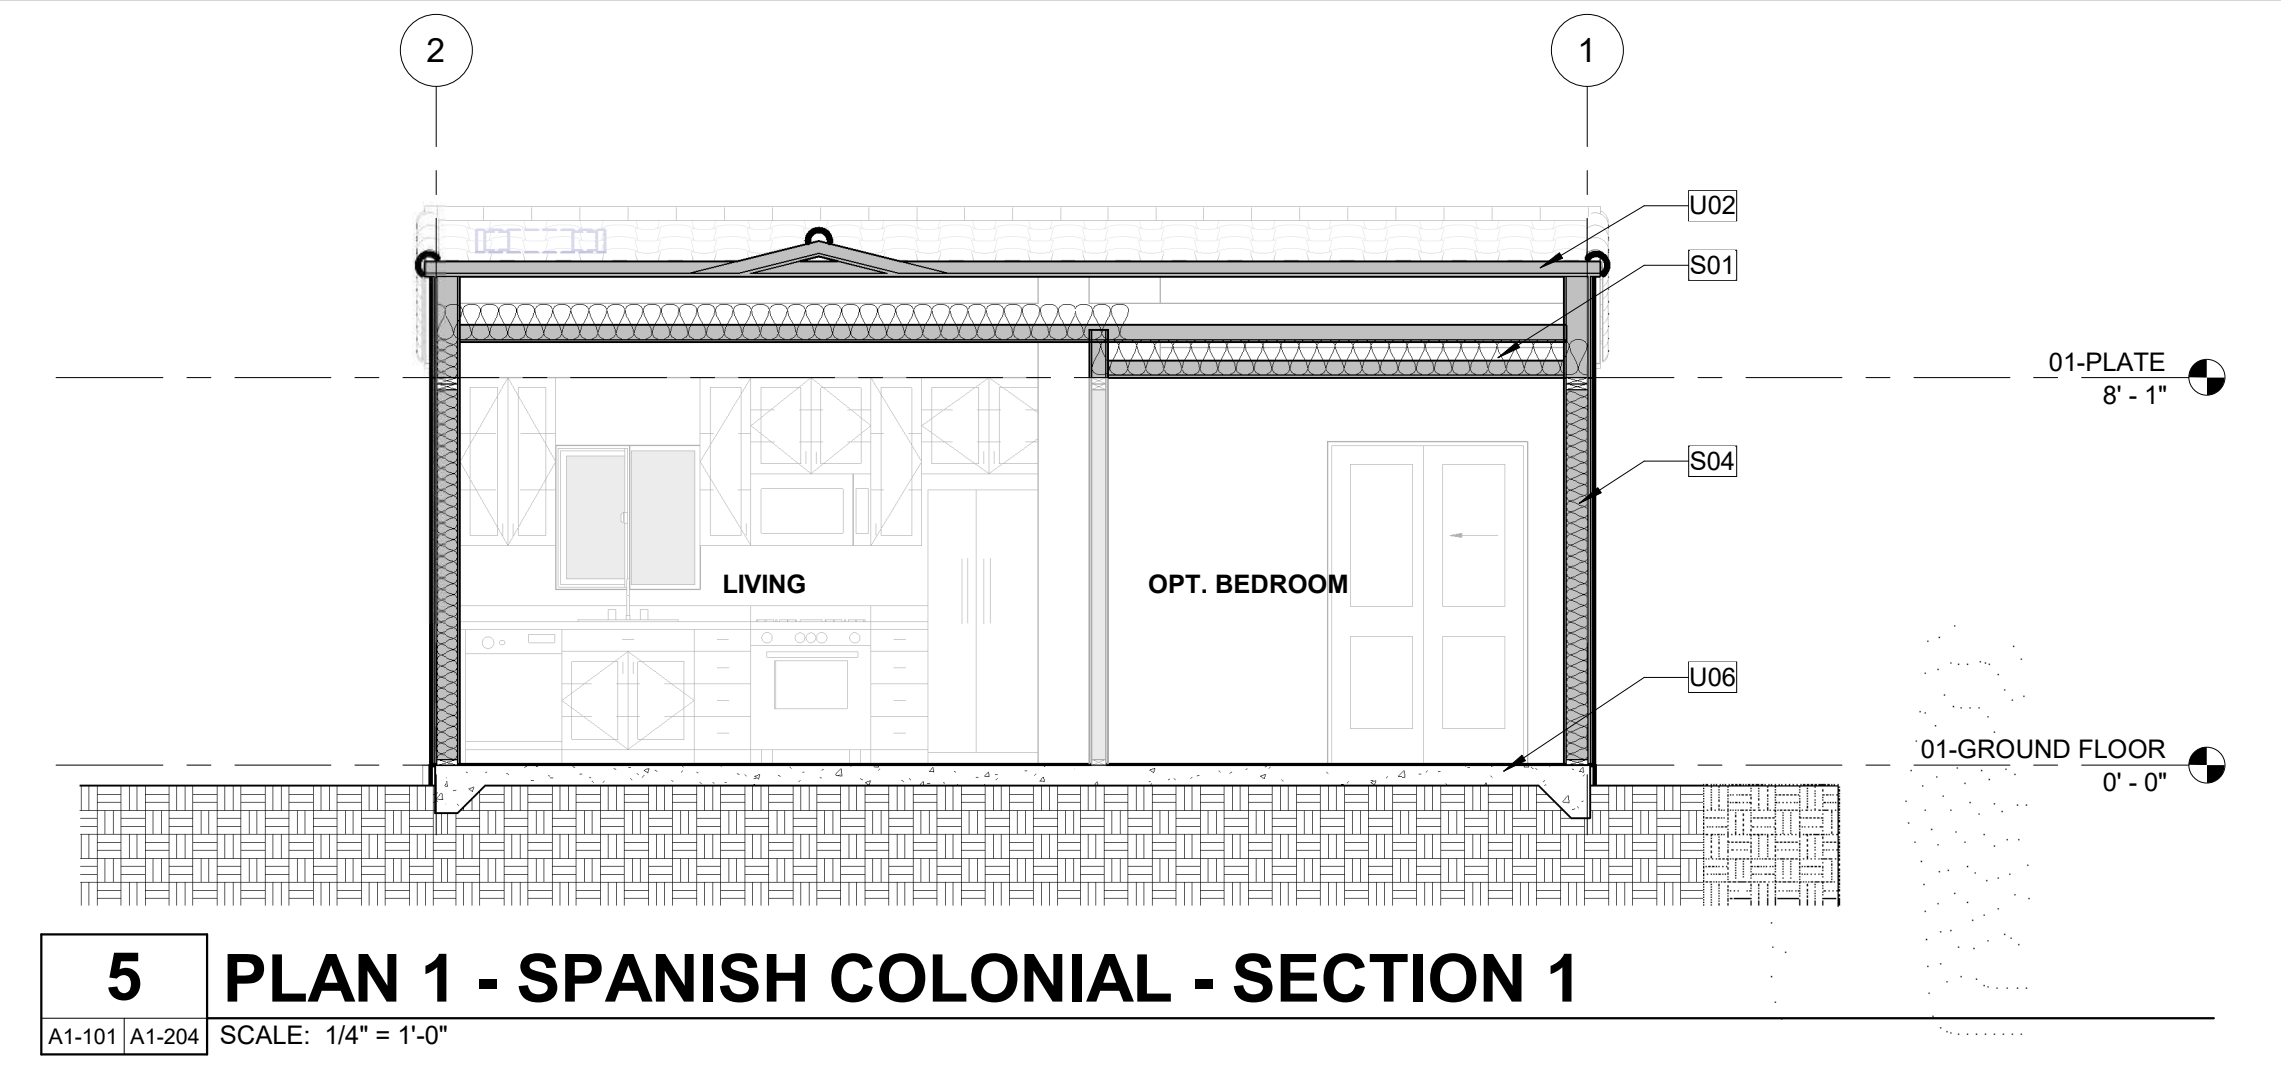 2
1
U02
S01
01-PLATE
8' - 1"
S04
LIVING
OPT. BEDROOM
U06
01-GROUND FLOOR
0' - 0"
5
PLAN 1 - SPANISH COLONIAL - SECTION 1
A1-101
A1-204
SCALE: 1/4" = 1'-0"